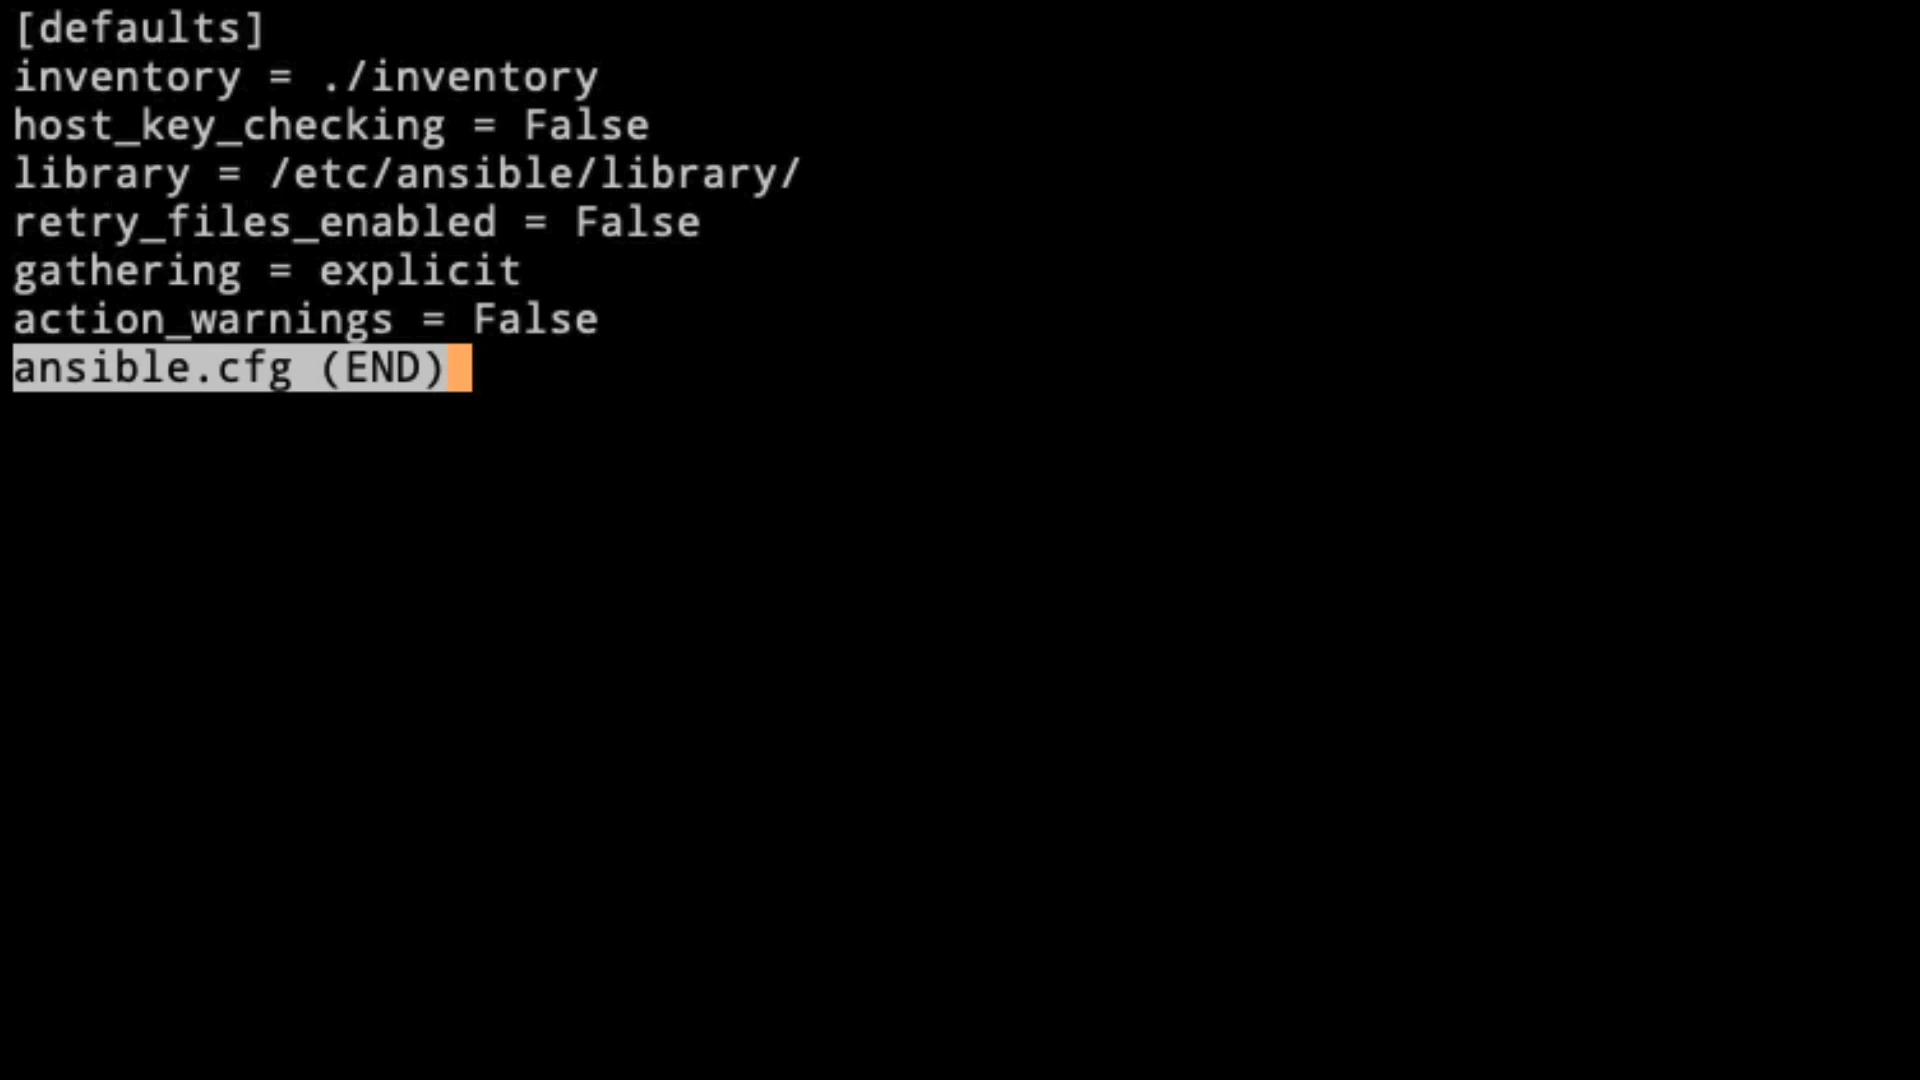 [defaults]
inventory = ./inventory
host_key_checking = False
library = /etc/ansible/library/
retry_files_enabled = False
gathering = explicit
action_warnings = False
ansible.cfg (END)